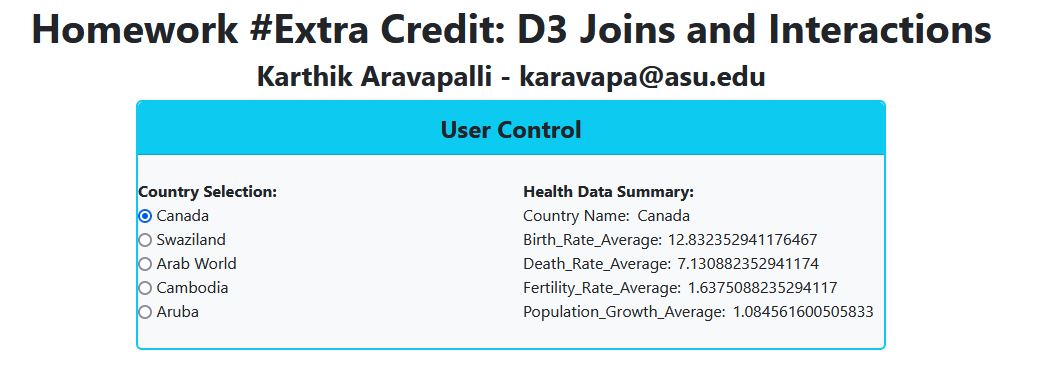 Homework #Extra Credit: D3 Joins and Interactions
Karthik Aravapalli - karavapa@asu.edu
User Control
Country Selection:
Canada
Swaziland
Arab World
Cambodia
Aruba
Health Data Summary:
Country Name: Canada
Birth_Rate_Average: 12.832352941176467
Death_Rate_Average: 7.130882352941174
Fertility_Rate_Average: 1.6375088235294117
Population_Growth_Average: 1.084561600505833